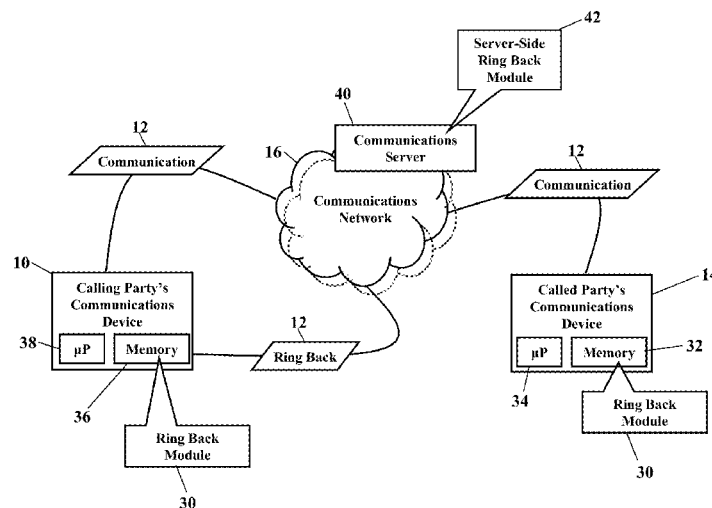 42
Server-Side
Ring Back
Module
40
12
Communications
Server
16
12
Communication
Communication
Communications
Network
10
Calling Party's
Communications
Device
14
Called Party's
Communications
Device
12
38
µP
Memory
Ring Back
µP
Memory
32
36
34
Ring Back
Module
Ring Back
Module
30
30